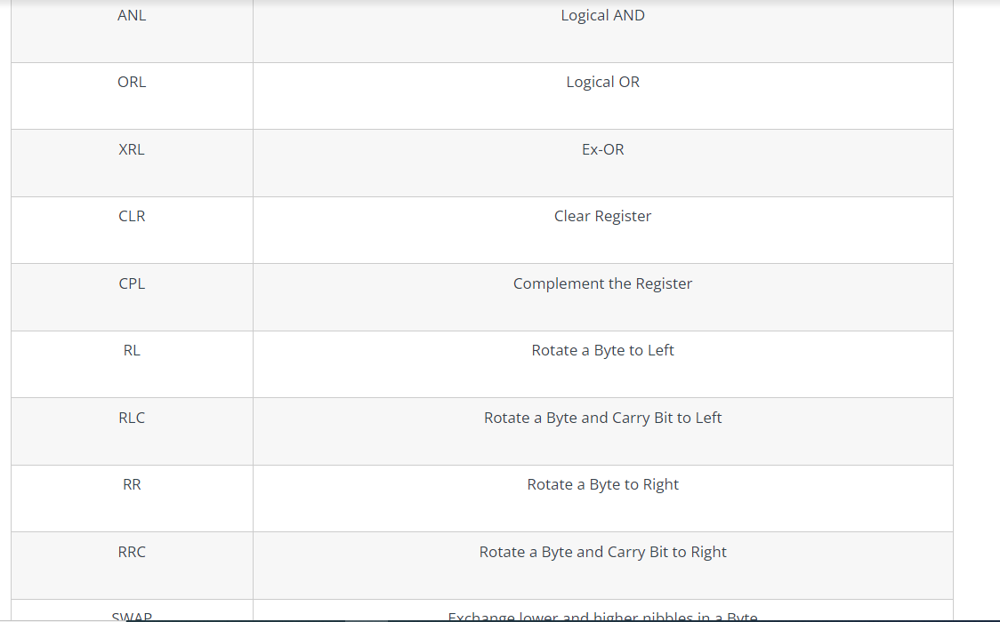 ANL Logical AND
ORL Logical OR
XRL Ex-OR
CLR Clear Register
CPL Complement the Register
RL Rotate a Byte to Left
RLC Rotate a Byte and Carry Bit to Left
RR Rotate a Byte to Right
RRC Rotate a Byte and Carry Bit to Right
SWAP Exchange lower and higher nibbles in a Byte